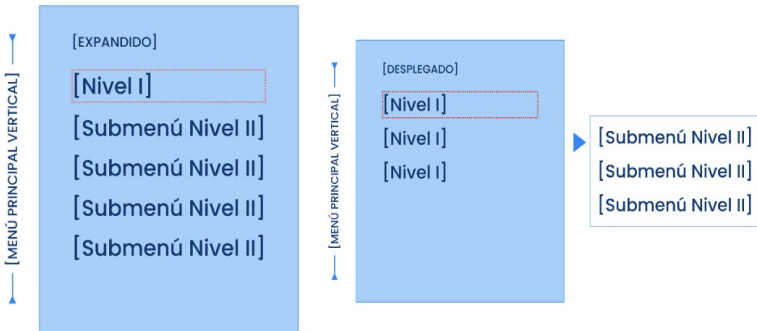 [MENÚ PRINCIPAL VERTICAL]
[EXPANDIDO]
[Nivel I]
[Submenú Nivel II]
[Submenú Nivel II]
[Submenú Nivel II]
[Submenú Nivel II]
[MENÚ PRINCIPAL VERTICAL]
[DESPLEGADO]
[Nivel I]
[Nivel I]
[Nivel I]
[Submenú Nivel II]
[Submenú Nivel II]
[Submenú Nivel II]